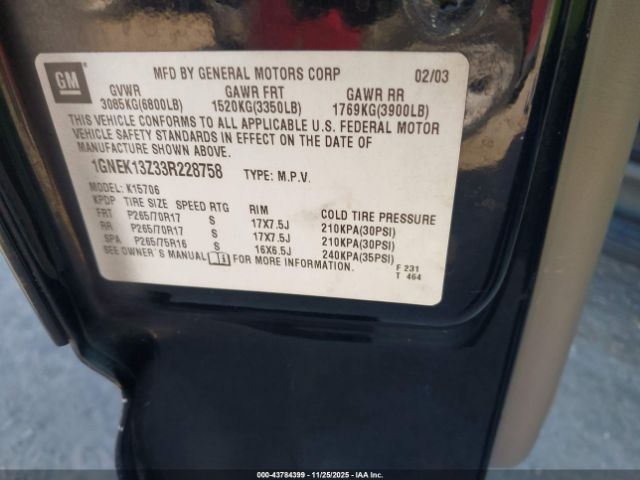 GM
MFD BY GENERAL MOTORS CORP 02/03
GVWR GAWR FRT GAWR RR
3085KG(6800LB) 1520KG(3350LB) 1769KG(3900LB)
THIS VEHICLE CONFORMS TO ALL APPLICABLE U.S. FEDERAL MOTOR
VEHICLE SAFETY STANDARDS IN EFFECT ON THE DATE OF
MANUFACTURE SHOWN ABOVE.
1GNEK13Z33R228758 TYPE: M.P.V.
MODEL: K15706
KPDP TIRE SIZE SPEED RTG RIM COLD TIRE PRESSURE
FRT P265/70R17 S 17X7.5J 210KPA(30PSI)
RR P265/70R17 S 17X7.5J 210KPA(30PSI)
SPA P265/75R16 S 16X6.5J 240KPA(35PSI)
SEE OWNER'S MANUAL FOR MORE INFORMATION.
F 231
T 464
000-43784399 - 11/25/2025 - IAAI.COM